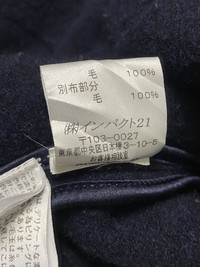 毛 100%
別布部分
毛 100%
㈱インパクト21
〒103-0027
東京都中央区日本橋3-10-5
お客様相談室